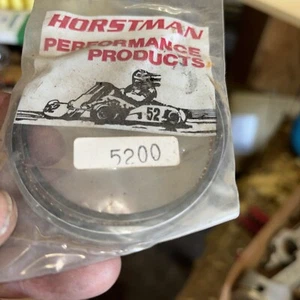 HORSTMAN
PERFORMANCE
PRODUCTS
52
5200